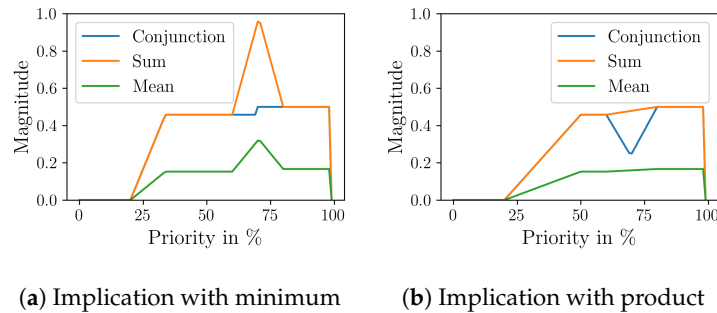 1.0
0.8
0.6
0.4
0.2
0.0
Magnitude
Conjunction
Sum
Mean
0 25 50 75 100
Priority in %
(a) Implication with minimum
1.0
0.8
0.6
0.4
0.2
0.0
Magnitude
Conjunction
Sum
Mean
0 25 50 75 100
Priority in %
(b) Implication with product